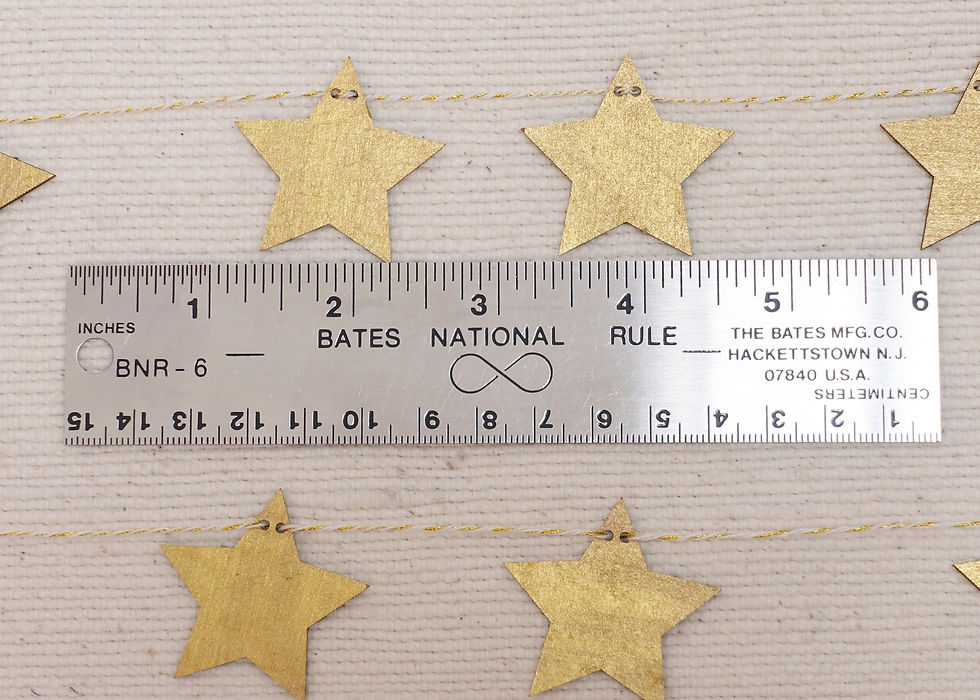 1 2 3 4 5 6
INCHES
BATES NATIONAL RULE
THE BATES MFG.CO.
HACKETTSTOWN N.J.
07840 U.S.A.
BNR-6
CENTIMETERS
15 14 13 12 11 10 9 8 7 6 5 4 3 2 1